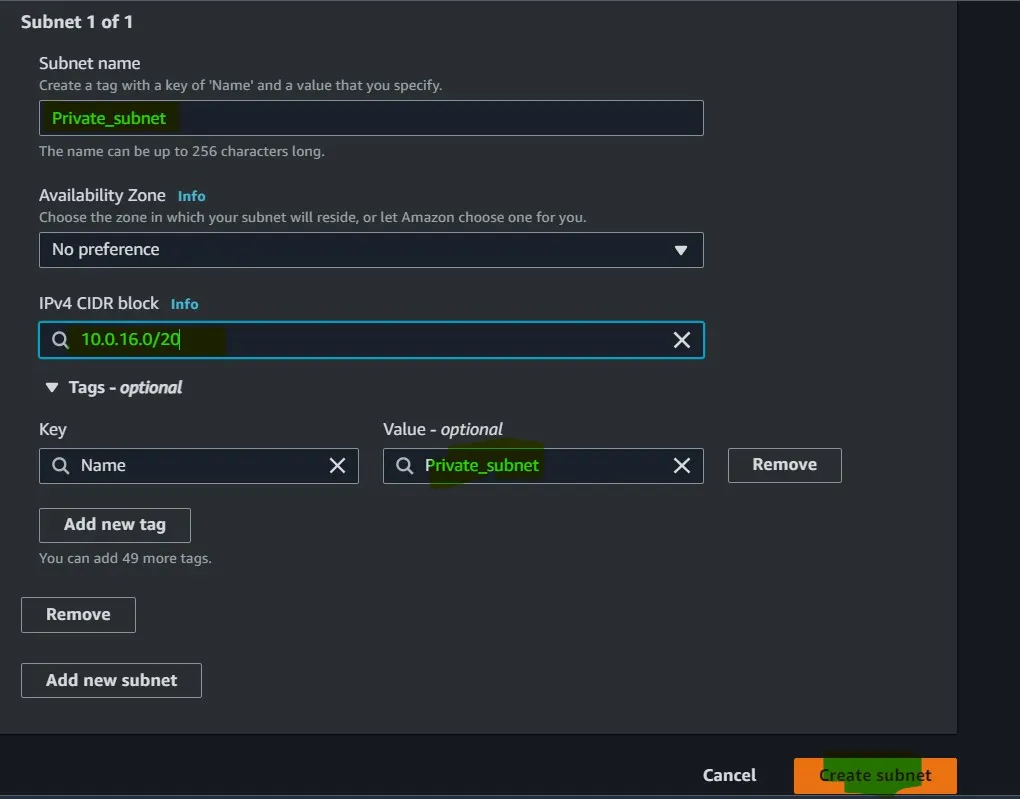 Subnet 1 of 1
Subnet name
Create a tag with a key of 'Name' and a value that you specify.
Private_subnet
The name can be up to 256 characters long.
Availability Zone Info
Choose the zone in which your subnet will reside, or let Amazon choose one for you.
No preference
IPv4 CIDR block Info
10.0.16.0/20
Tags - optional
Key Value - optional
Name Private_subnet Remove
Add new tag
You can add 49 more tags.
Remove
Add new subnet
Cancel Create subnet